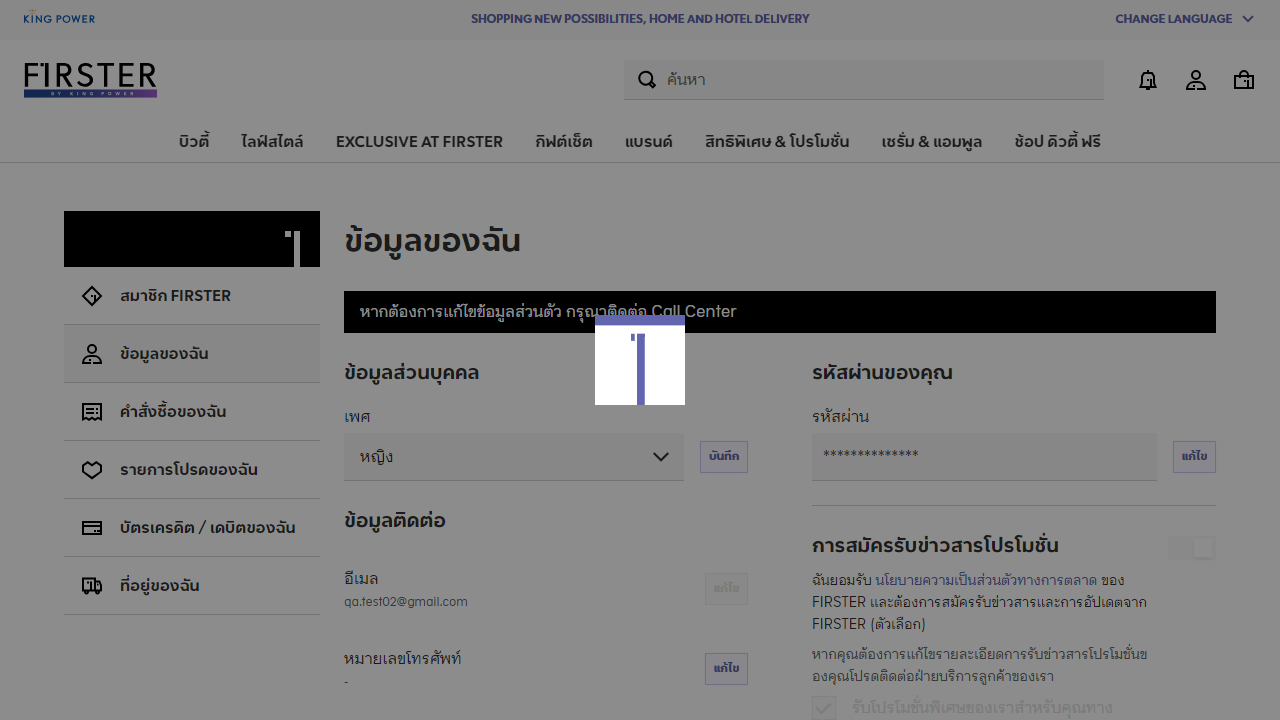 KING POWER
SHOPPING NEW POSSIBILITIES, HOME AND HOTEL DELIVERY
CHANGE LANGUAGE
FIRSTER
BY KING POWER
ค้นหา
บิวตี้
ไลฟ์สไตล์
EXCLUSIVE AT FIRSTER
กิฟต์เซ็ต
แบรนด์
สิทธิพิเศษ & โปรโมชั่น
เซรั่ม & แอมพูล
ช้อป ดิวตี้ ฟรี
สมาชิก FIRSTER
ข้อมูลของฉัน
คำสั่งซื้อของฉัน
รายการโปรดของฉัน
บัตรเครดิต / เดบิตของฉัน
ที่อยู่ของฉัน
ข้อมูลของฉัน
หากต้องการแก้ไขข้อมูลส่วนตัว กรุณาติดต่อ Call Center
ข้อมูลส่วนบุคคล
เพศ
หญิง
บันทึก
ข้อมูลติดต่อ
อีเมล
qa.test02@gmail.com
แก้ไข
หมายเลขโทรศัพท์
-
แก้ไข
รหัสผ่านของคุณ
รหัสผ่าน
**************
แก้ไข
การสมัครรับข่าวสารโปรโมชั่น
ฉันยอมรับ นโยบายความเป็นส่วนตัวทางการตลาด ของ
FIRSTER และต้องการสมัครรับข่าวสารและการอัปเดตจาก
FIRSTER (ตัวเลือก)
หากคุณต้องการแก้ไขรายละเอียดการรับข่าวสารโปรโมชั่นข
องคุณโปรดติดต่อฝ่ายบริการลูกค้าของเรา
รับโปรโมชั่นพิเศษของเราสำหรับคุณทาง